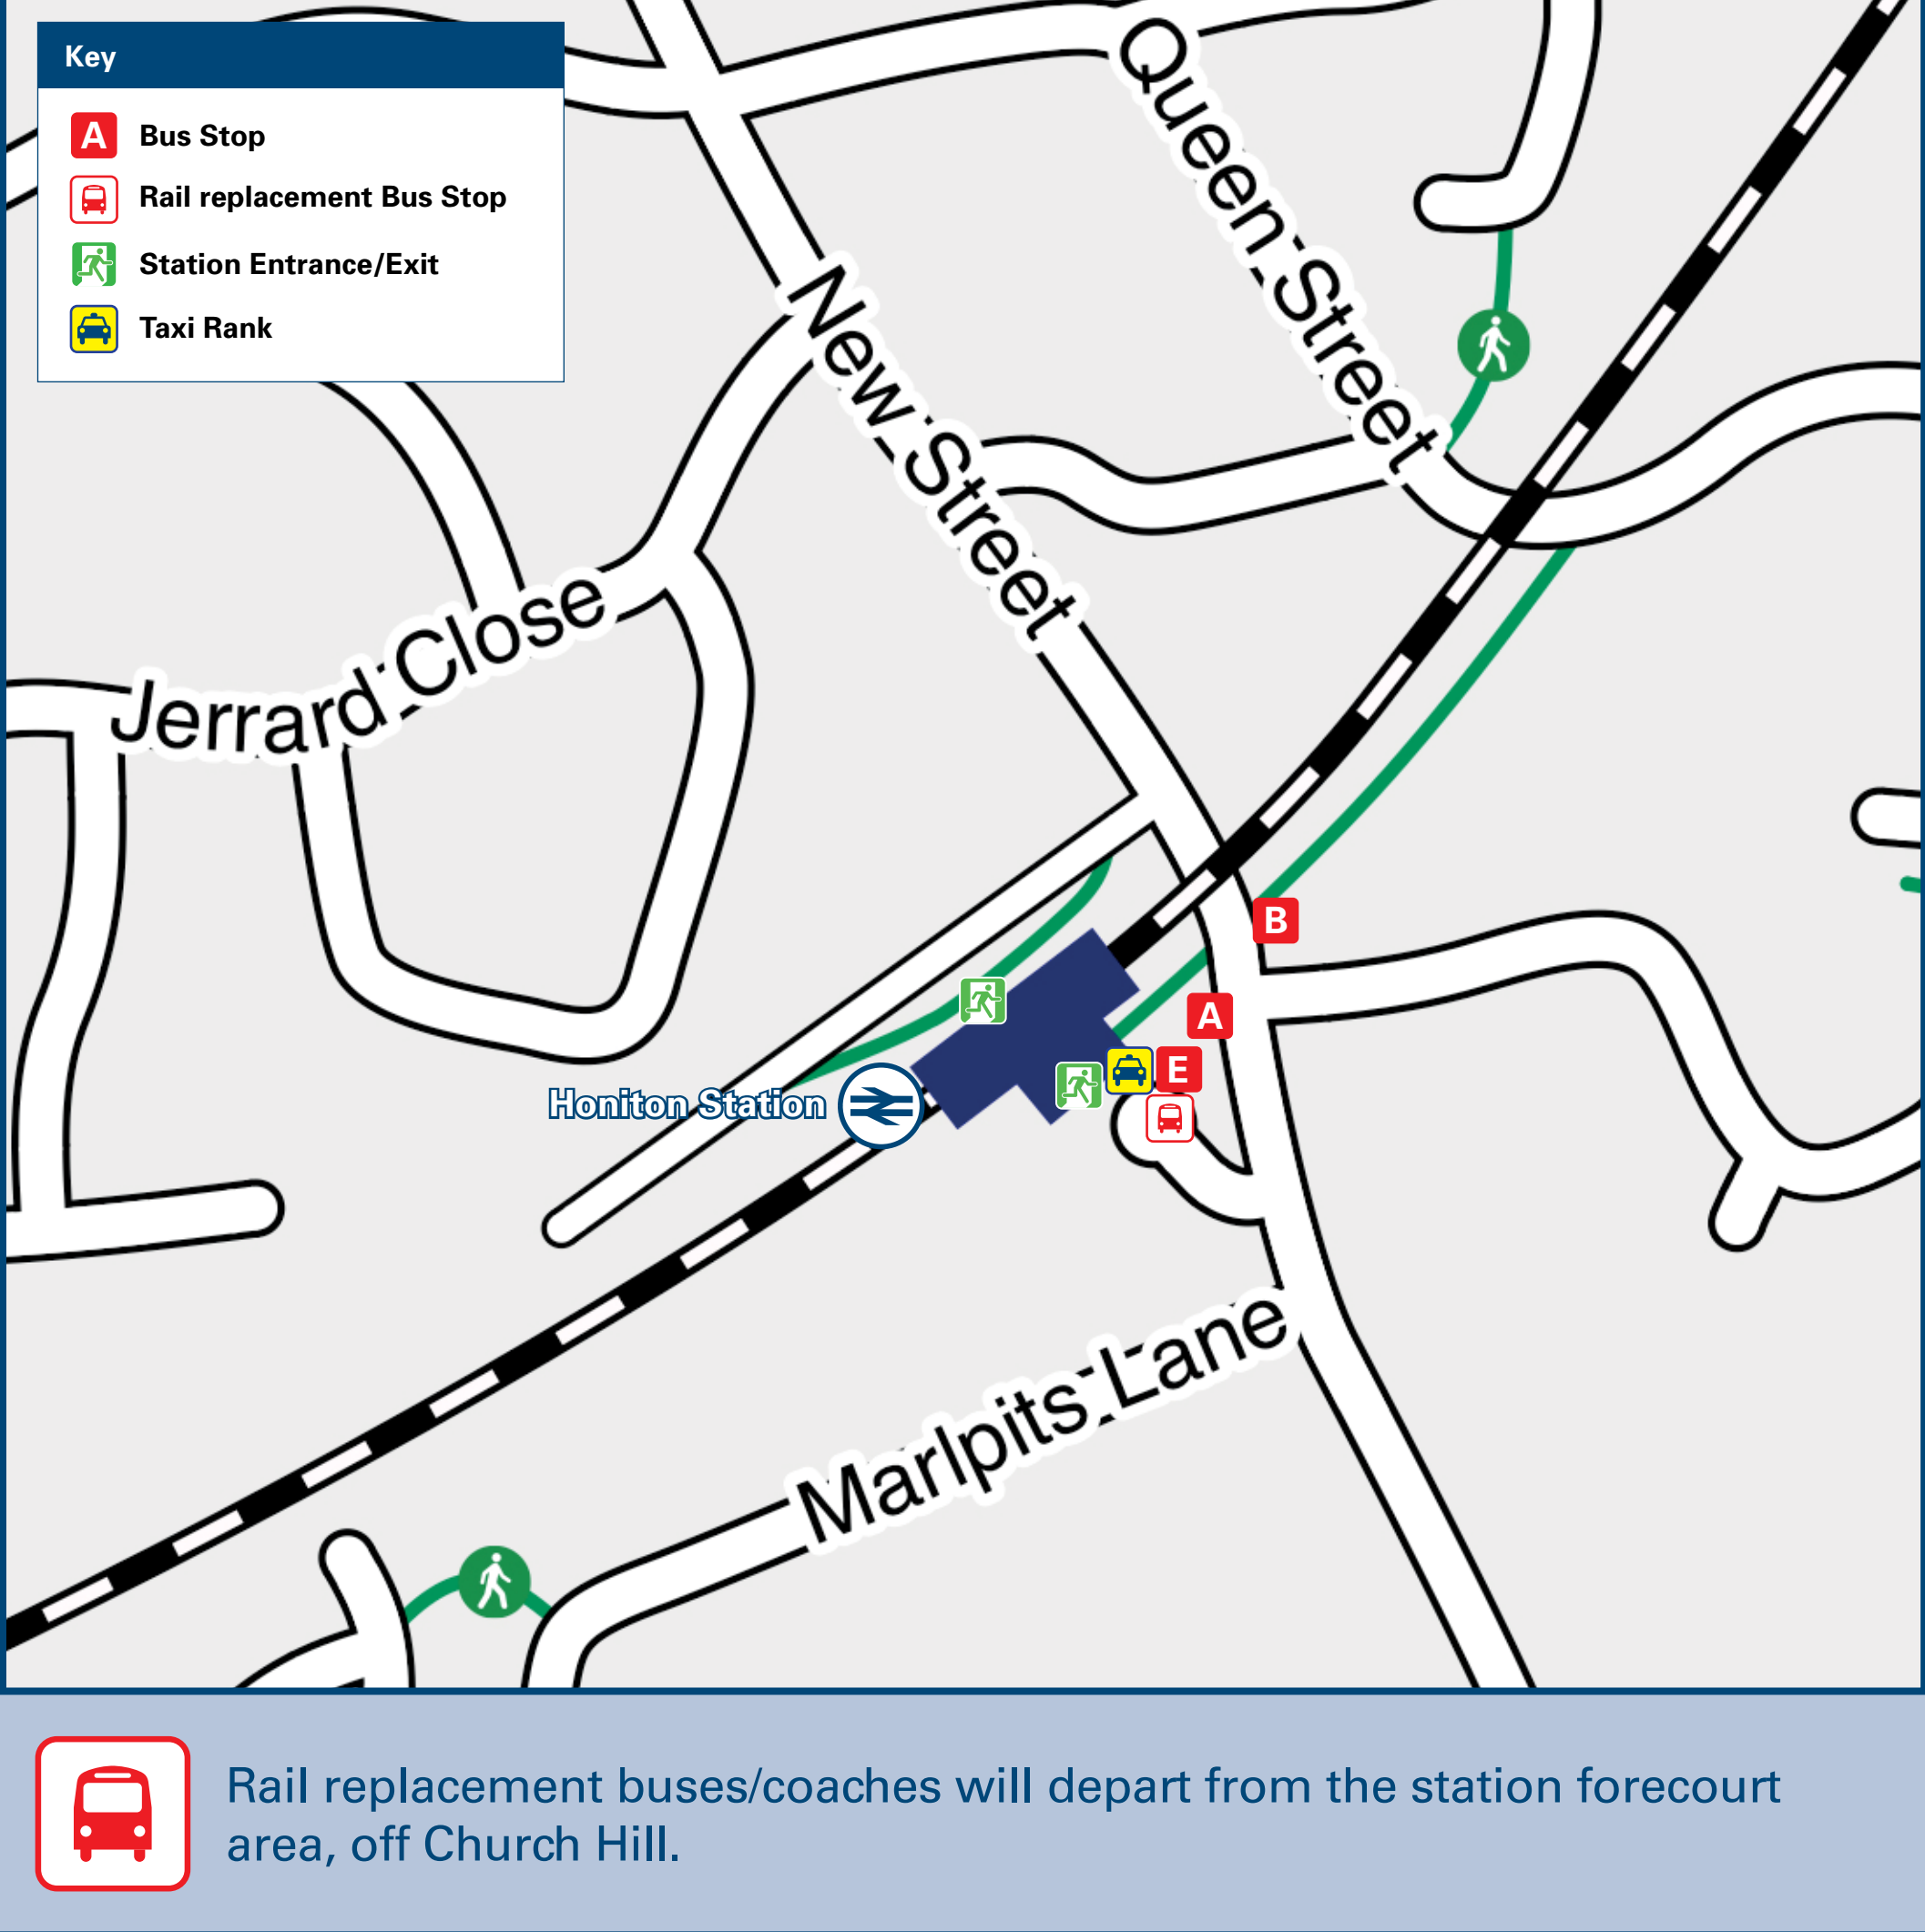 Key
A Bus Stop
Rail replacement Bus Stop
Station Entrance/Exit
Taxi Rank
Queen Street
New Street
Jerrard Close
B
A
E
Honiton Station
Marlpits Lane
Rail replacement buses/coaches will depart from the station forecourt
area, off Church Hill.